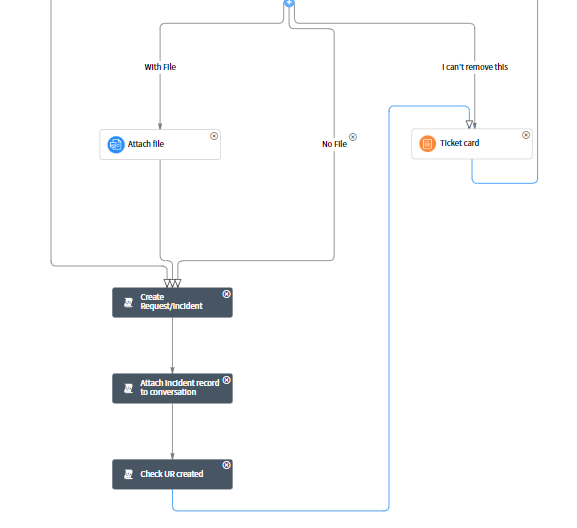 With File
I can't remove this
Attach file
No File
Ticket card
Create
Request/Incident
Attach Incident record
to conversation
Check UR created